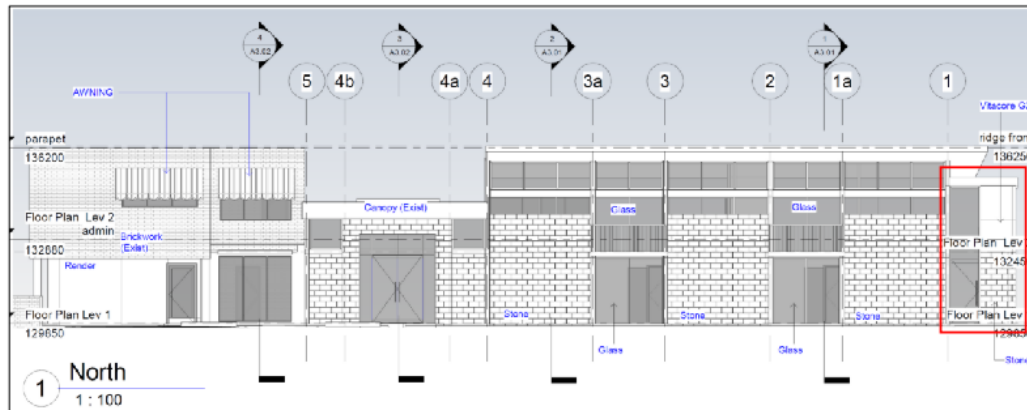 4
A3.02
3
A3.02
2
A3.01
1
A3.01
5
4b
4a
4
3a
3
2
1a
1
AWNING
Vitacore
parapet
136200
ridge
13625
Canopy (Exist)
Glass
Glass
Floor Plan Lev 2
admin
Brickwork
(Exist)
Floor Plan Lev
13245
Render
Floor Plan Lev 1
129850
Stone
Stone
Stone
Floor Plan Lev
Glass
Glass
Stone
1
North
1 : 100